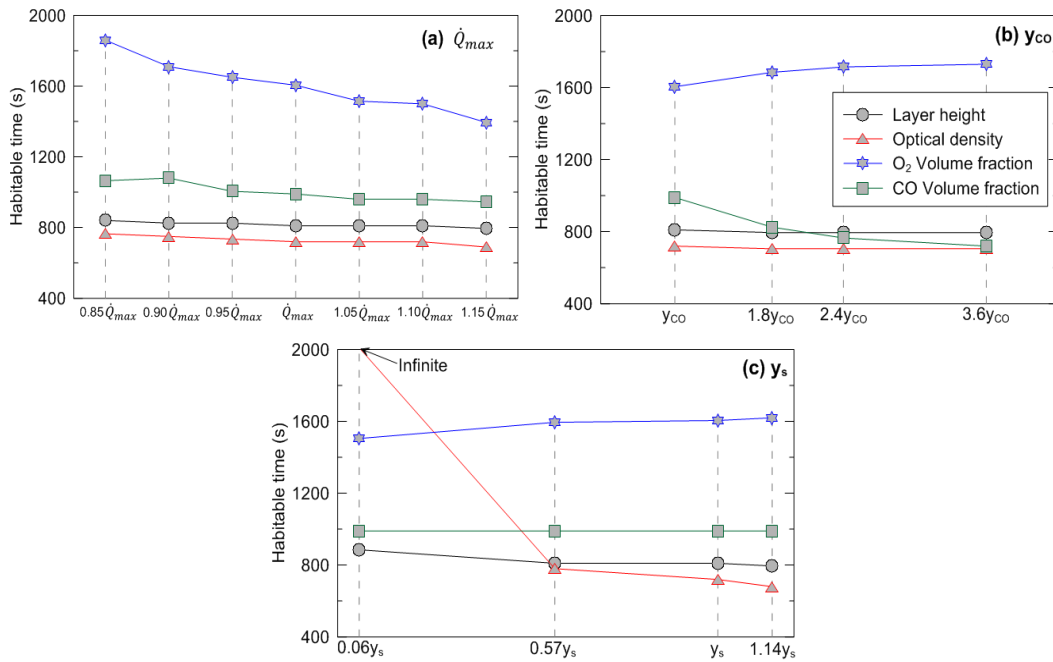 (a) Q̇max
Habitable time (s)
2000
1600
1200
800
400
0.85Q̇max 0.90Q̇max 0.95Q̇max Q̇max 1.05Q̇max 1.10Q̇max 1.15Q̇max
(b) yCO
Habitable time (s)
2000
1600
1200
800
400
Layer height
Optical density
O₂ Volume fraction
CO Volume fraction
yCO 1.8yCO 2.4yCO 3.6yCO
(c) ys
Infinite
Habitable time (s)
2000
1600
1200
800
400
0.06ys 0.57ys ys 1.14ys